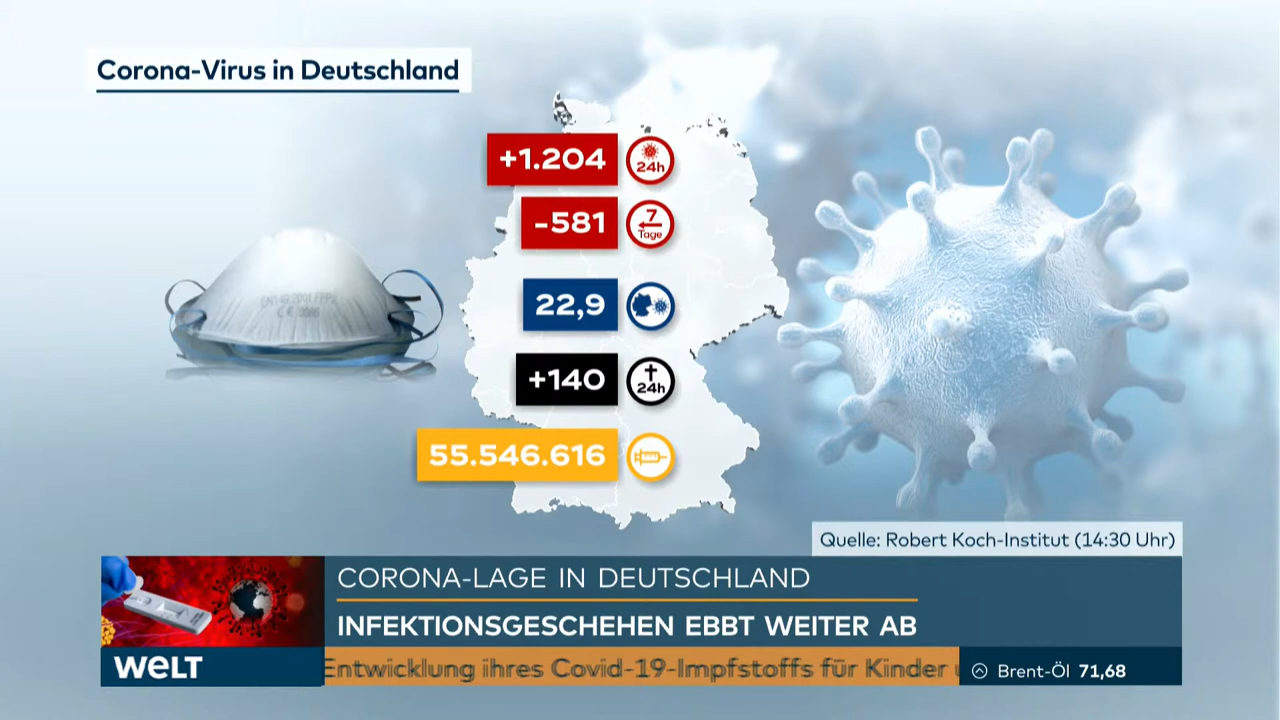 Corona-Virus in Deutschland
+1.204
24h
-581
7
Tage
22,9
+140
24h
55.546.616
Quelle: Robert Koch-Institut (14:30 Uhr)
CORONA-LAGE IN DEUTSCHLAND
INFEKTIONSGESCHEHEN EBBT WEITER AB
WELT
Entwicklung ihres Covid-19-Impfstoffs für Kinder
Brent-Öl 71,68